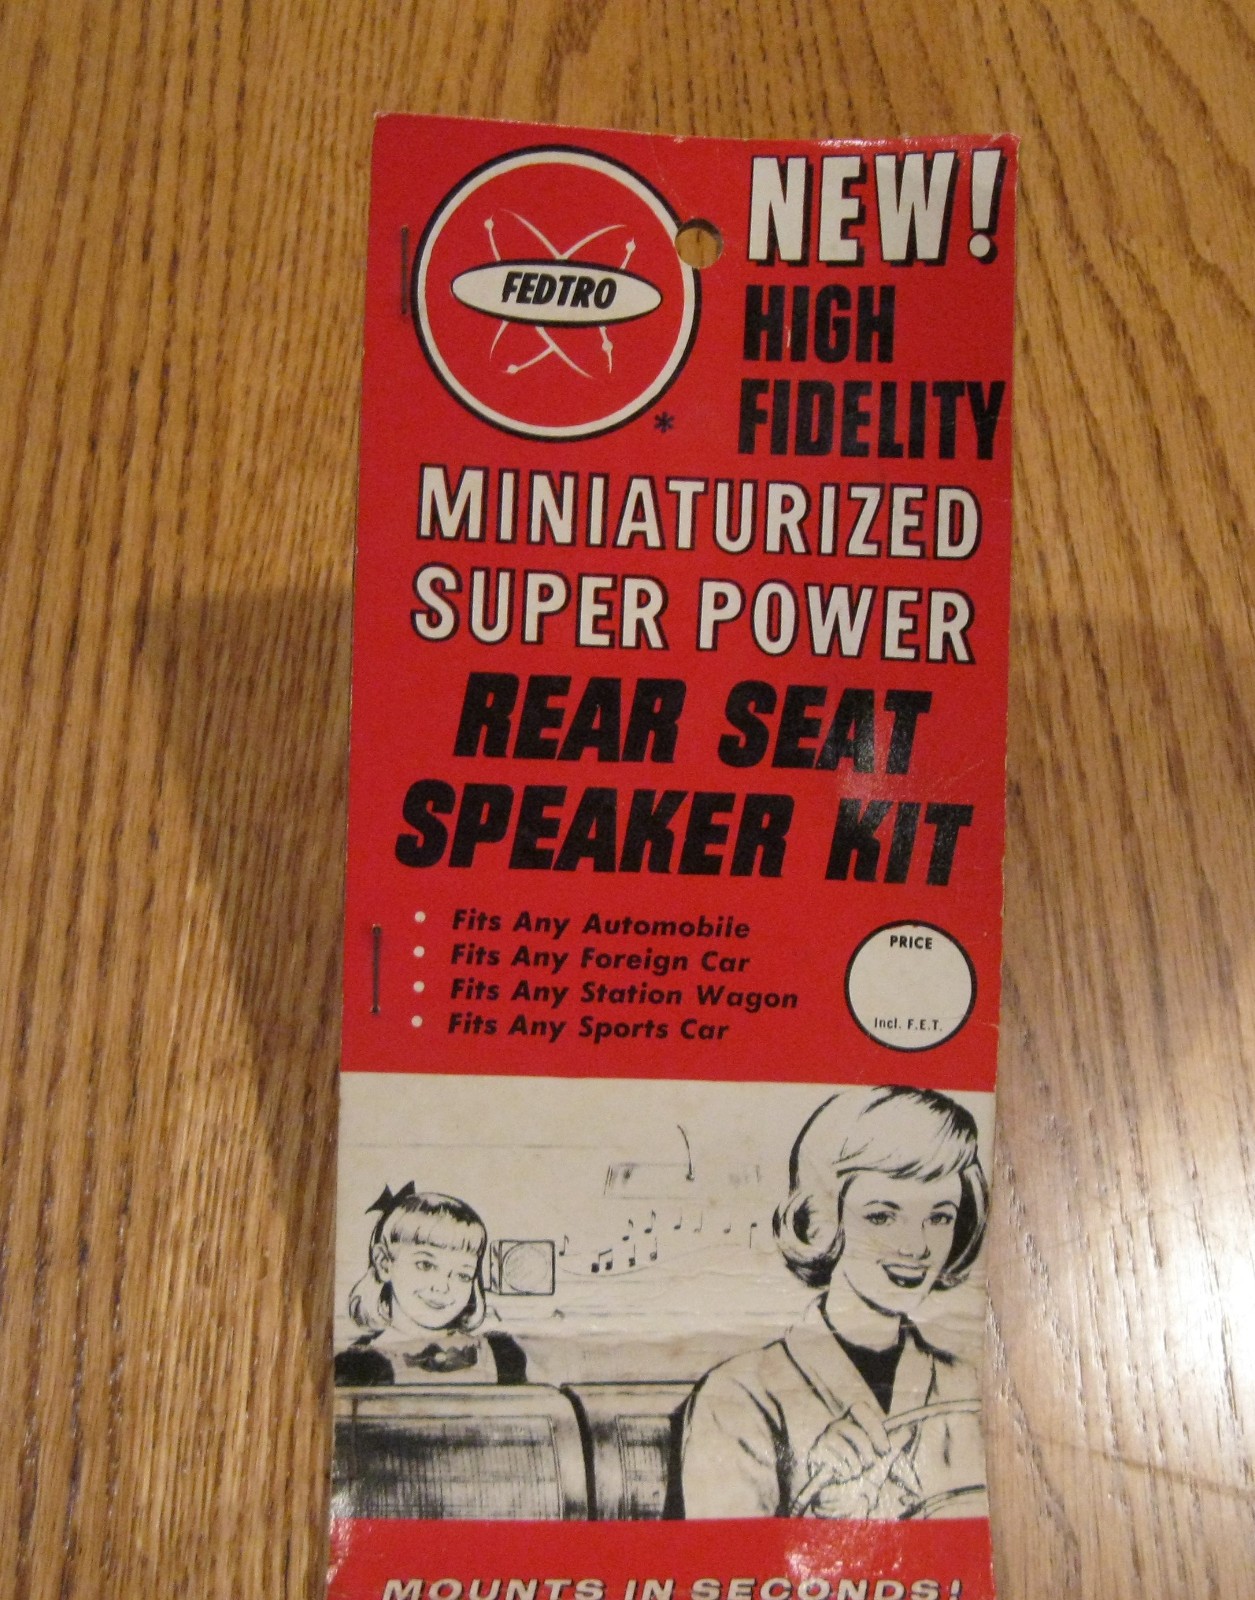 FEDTRO
*
NEW!
HIGH
FIDELITY
MINIATURIZED
SUPER POWER
REAR SEAT
SPEAKER KIT
• Fits Any Automobile
• Fits Any Foreign Car
• Fits Any Station Wagon
• Fits Any Sports Car
PRICE
Incl. F.E.T.
MOUNTS IN SECONDS!